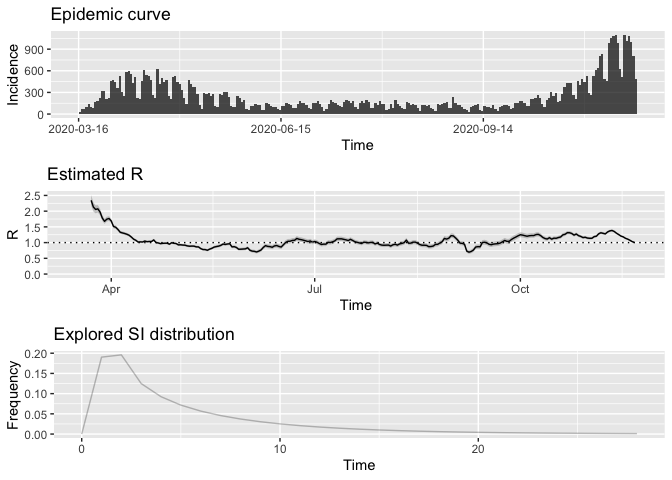 Epidemic curve
Incidence
900
600
300
0
2020-03-16 2020-06-15 2020-09-14
Time
Estimated R
R
2.5
2.0
1.5
1.0
0.5
0.0
Apr Jul Oct
Time
Explored SI distribution
Frequency
0.20
0.15
0.10
0.05
0.00
0 10 20
Time